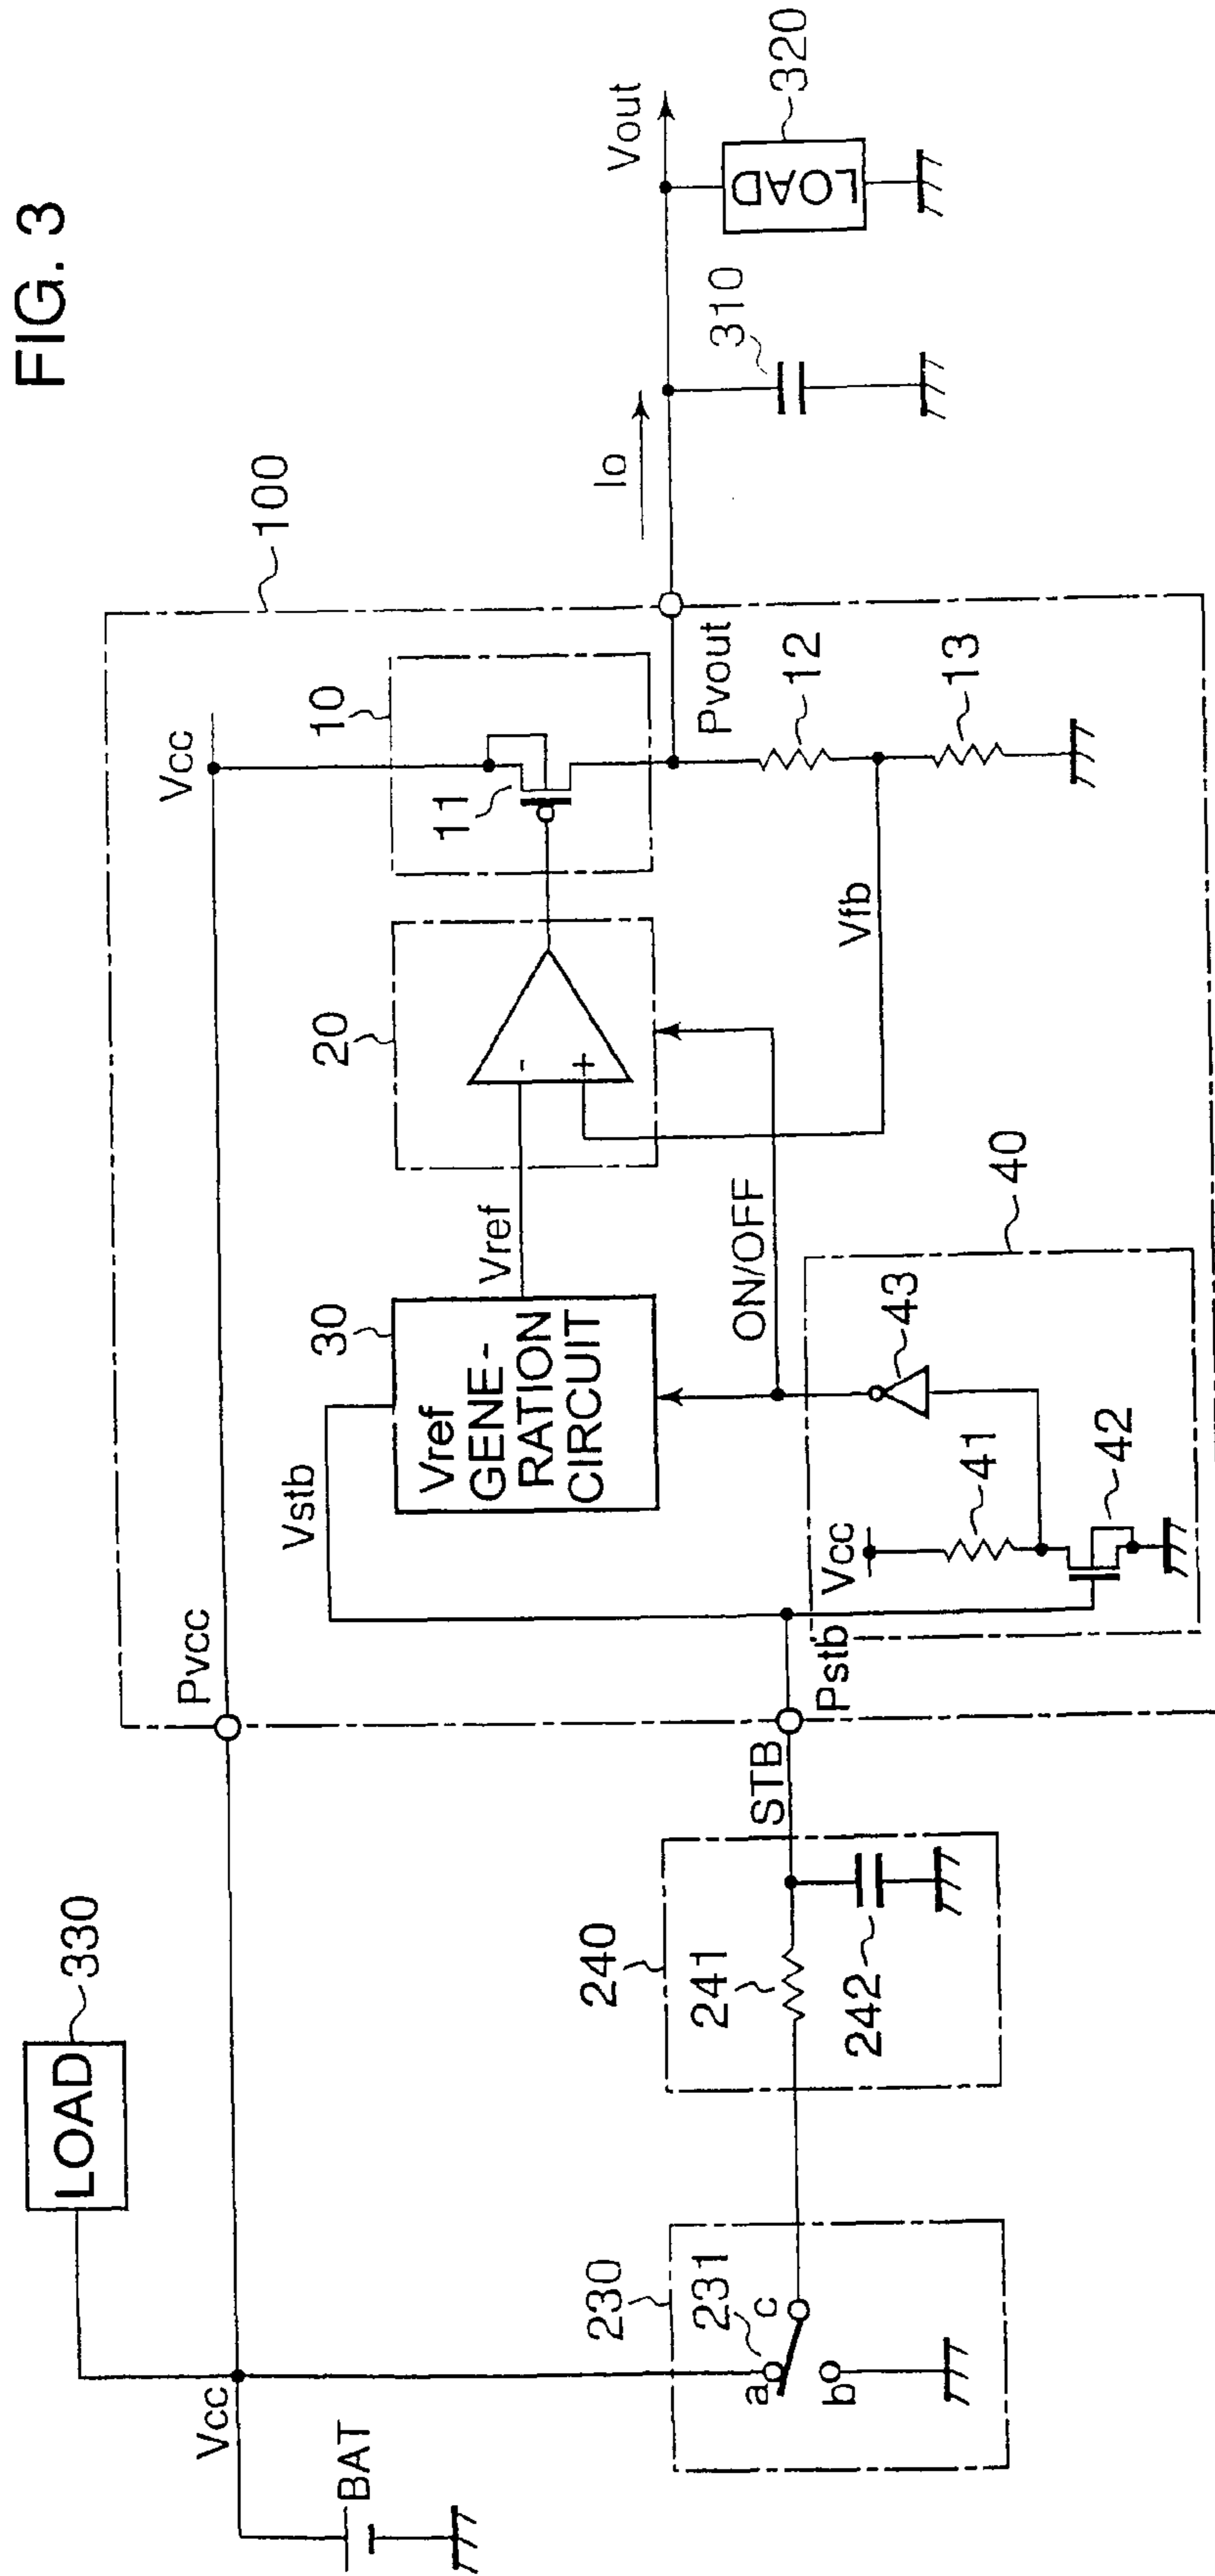 FIG. 3
LOAD
330
Vcc
BAT
230
231
a
b
c
240
241
242
STB
Pvcc
Pstb
Vstb
30
Vref
GENE-
RATION
CIRCUIT
Vref
20
-
+
ON/OFF
Vcc
41
42
43
40
Vfb
Vcc
10
11
100
Pvout
12
13
Io
310
Vout
LOAD
320